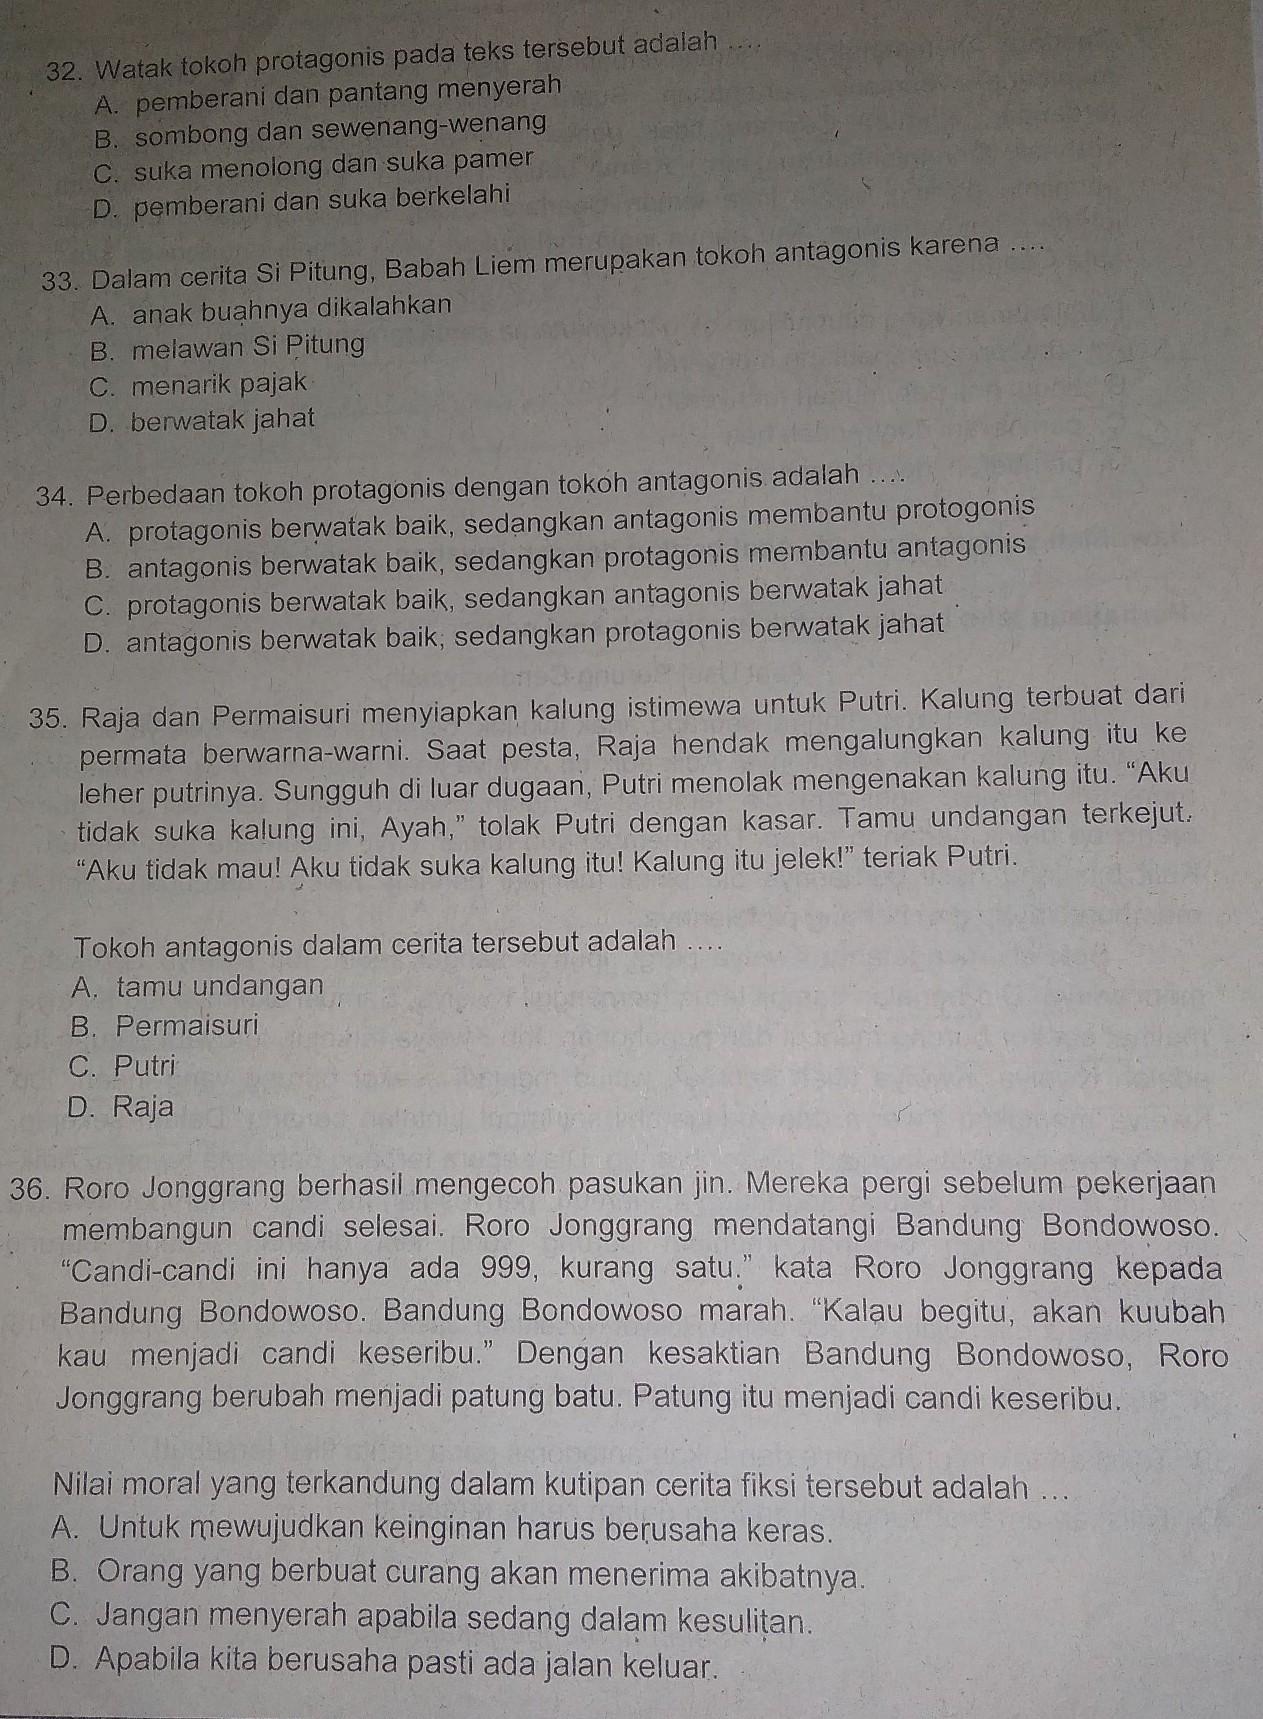 32. Watak tokoh protagonis pada teks tersebut adalah ....
A. pemberani dan pantang menyerah
B. sombong dan sewenang-wenang
C. suka menolong dan suka pamer
D. pemberani dan suka berkelahi
33. Dalam cerita Si Pitung, Babah Liem merupakan tokoh antagonis karena ....
A. anak buahnya dikalahkan
B. melawan Si Pitung
C. menarik pajak
D. berwatak jahat
34. Perbedaan tokoh protagonis dengan tokoh antagonis adalah ....
A. protagonis berwatak baik, sedangkan antagonis membantu protogonis
B. antagonis berwatak baik, sedangkan protagonis membantu antagonis
C. protagonis berwatak baik, sedangkan antagonis berwatak jahat
D. antagonis berwatak baik, sedangkan protagonis berwatak jahat
35. Raja dan Permaisuri menyiapkan kalung istimewa untuk Putri. Kalung terbuat dari
permata berwarna-warni. Saat pesta, Raja hendak mengalungkan kalung itu ke
leher putrinya. Sungguh di luar dugaan, Putri menolak mengenakan kalung itu. “Aku
tidak suka kalung ini, Ayah,” tolak Putri dengan kasar. Tamu undangan terkejut.
“Aku tidak mau! Aku tidak suka kalung itu! Kalung itu jelek!” teriak Putri.
Tokoh antagonis dalam cerita tersebut adalah ....
A. tamu undangan
B. Permaisuri
C. Putri
D. Raja
36. Roro Jonggrang berhasil mengecoh pasukan jin. Mereka pergi sebelum pekerjaan
membangun candi selesai. Roro Jonggrang mendatangi Bandung Bondowoso.
“Candi-candi ini hanya ada 999, kurang satu.” kata Roro Jonggrang kepada
Bandung Bondowoso. Bandung Bondowoso marah. “Kalau begitu, akan kuubah
kau menjadi candi keseribu.” Dengan kesaktian Bandung Bondowoso, Roro
Jonggrang berubah menjadi patung batu. Patung itu menjadi candi keseribu.
Nilai moral yang terkandung dalam kutipan cerita fiksi tersebut adalah ...
A. Untuk mewujudkan keinginan harus berusaha keras.
B. Orang yang berbuat curang akan menerima akibatnya.
C. Jangan menyerah apabila sedang dalam kesulitan.
D. Apabila kita berusaha pasti ada jalan keluar.